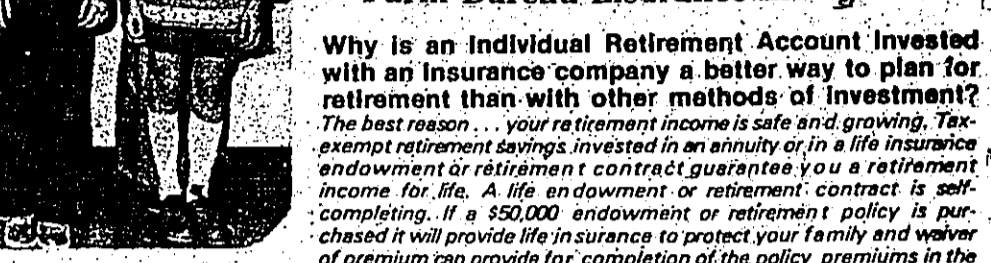 Farm Bureau Insurance
Why is an Individual Retirement Account Invested
with an insurance company a better way to plan for
retirement than with other methods of investment?
The best reason... your retirement income is safe and growing. Tax-
exempt retirement savings invested in an annuity or in a life insurance
endowment or retirement contract guarantee you a retirement
income for life. A life endowment or retirement contract is self-
completing. If a $50,000 endowment or retirement policy is pur-
chased it will provide life insurance to protect your family and waiver
of premium can provide for completion of the policy premiums in the